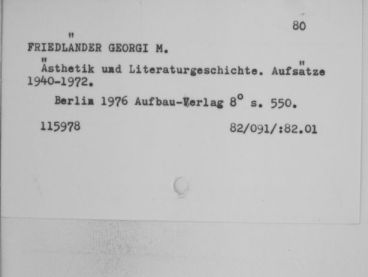 80
FRIEDLÄNDER GEORGI M.
Ästhetik und Literaturgeschichte. Aufsätze
1940-1972.
Berlin 1976 Aufbau-Verlag 8° s. 550.
115978 82/091/:82.01